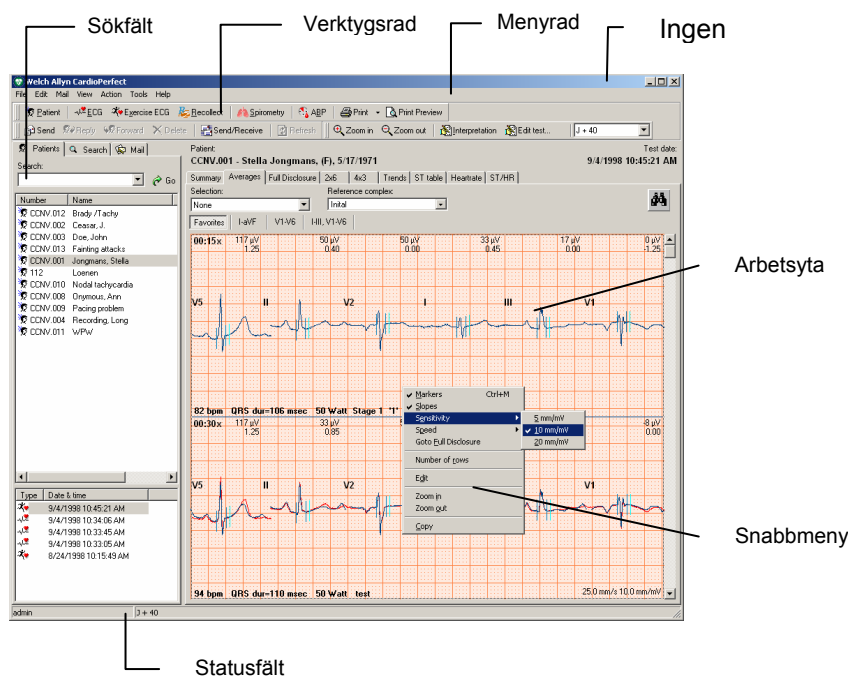 Sökfält
Verktygsrad
Menyrad
Ingen
Welch Allyn CardioPerfect
File Edit Mail View Action Tools Help
Patient ECG Exercise ECG Recollect Spirometry ABP Print Print Preview
Send Reply Forward Delete Send/Receive Refresh Zoom in Zoom out Interpretation Edit test... J + 40
Patients Search Mail
Search:
Go
Number Name
CCNV.012 Brady /Tachy
CCNV.002 Ceasar, J.
CCNV.003 Doe, John
CCNV.013 Fainting attacks
CCNV.001 Jongmans, Stella
112 Loenen
CCNV.010 Nodal tachycardia
CCNV.008 Onymous, Ann
CCNV.009 Pacing problem
CCNV.004 Recording, Long
CCNV.011 WPW
Type Date & time
9/4/1998 10:45:21 AM
9/4/1998 10:34:06 AM
9/4/1998 10:33:45 AM
9/4/1998 10:33:05 AM
8/24/1998 10:15:49 AM
Patient: Test date:
CCNV.001 - Stella Jongmans, (F), 5/17/1971 9/4/1998 10:45:21 AM
Summary Averages Full Disclosure 2x6 4x3 Trends ST table Heartrate ST/HR
Selection: Reference complex:
None Inital
Favorites I-aVF V1-V6 I-III, V1-V6
00:15x 117 µV 50 µV 50 µV 33 µV 17 µV 0 µV
1.25 0.40 0.00 0.45 0.00 -1.25
V5 II V2 I III V1
82 bpm QRS dur=106 msec 50 Watt Stage 1 "1"
00:30x 117 µV 33 µV -8 µV
1.25 0.85 0.00
V5 II V2 V1
94 bpm QRS dur=110 msec 50 Watt test 25.0 mm/s 10.0 mm/mV
Markers Ctrl+M
Slopes
Sensitivity
Speed
Goto Full Disclosure
Number of rows
Edit
Zoom in
Zoom out
Copy
5 mm/mV
10 mm/mV
20 mm/mV
Arbetsyta
Snabbmeny
admin J + 40
Statusfält